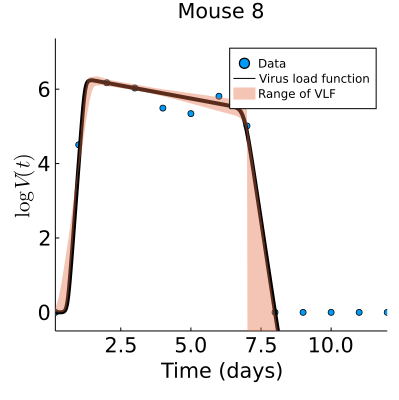 Mouse 8
Data
Virus load function
Range of VLF
log V(t)
6
4
2
0
2.5 5.0 7.5 10.0
Time (days)